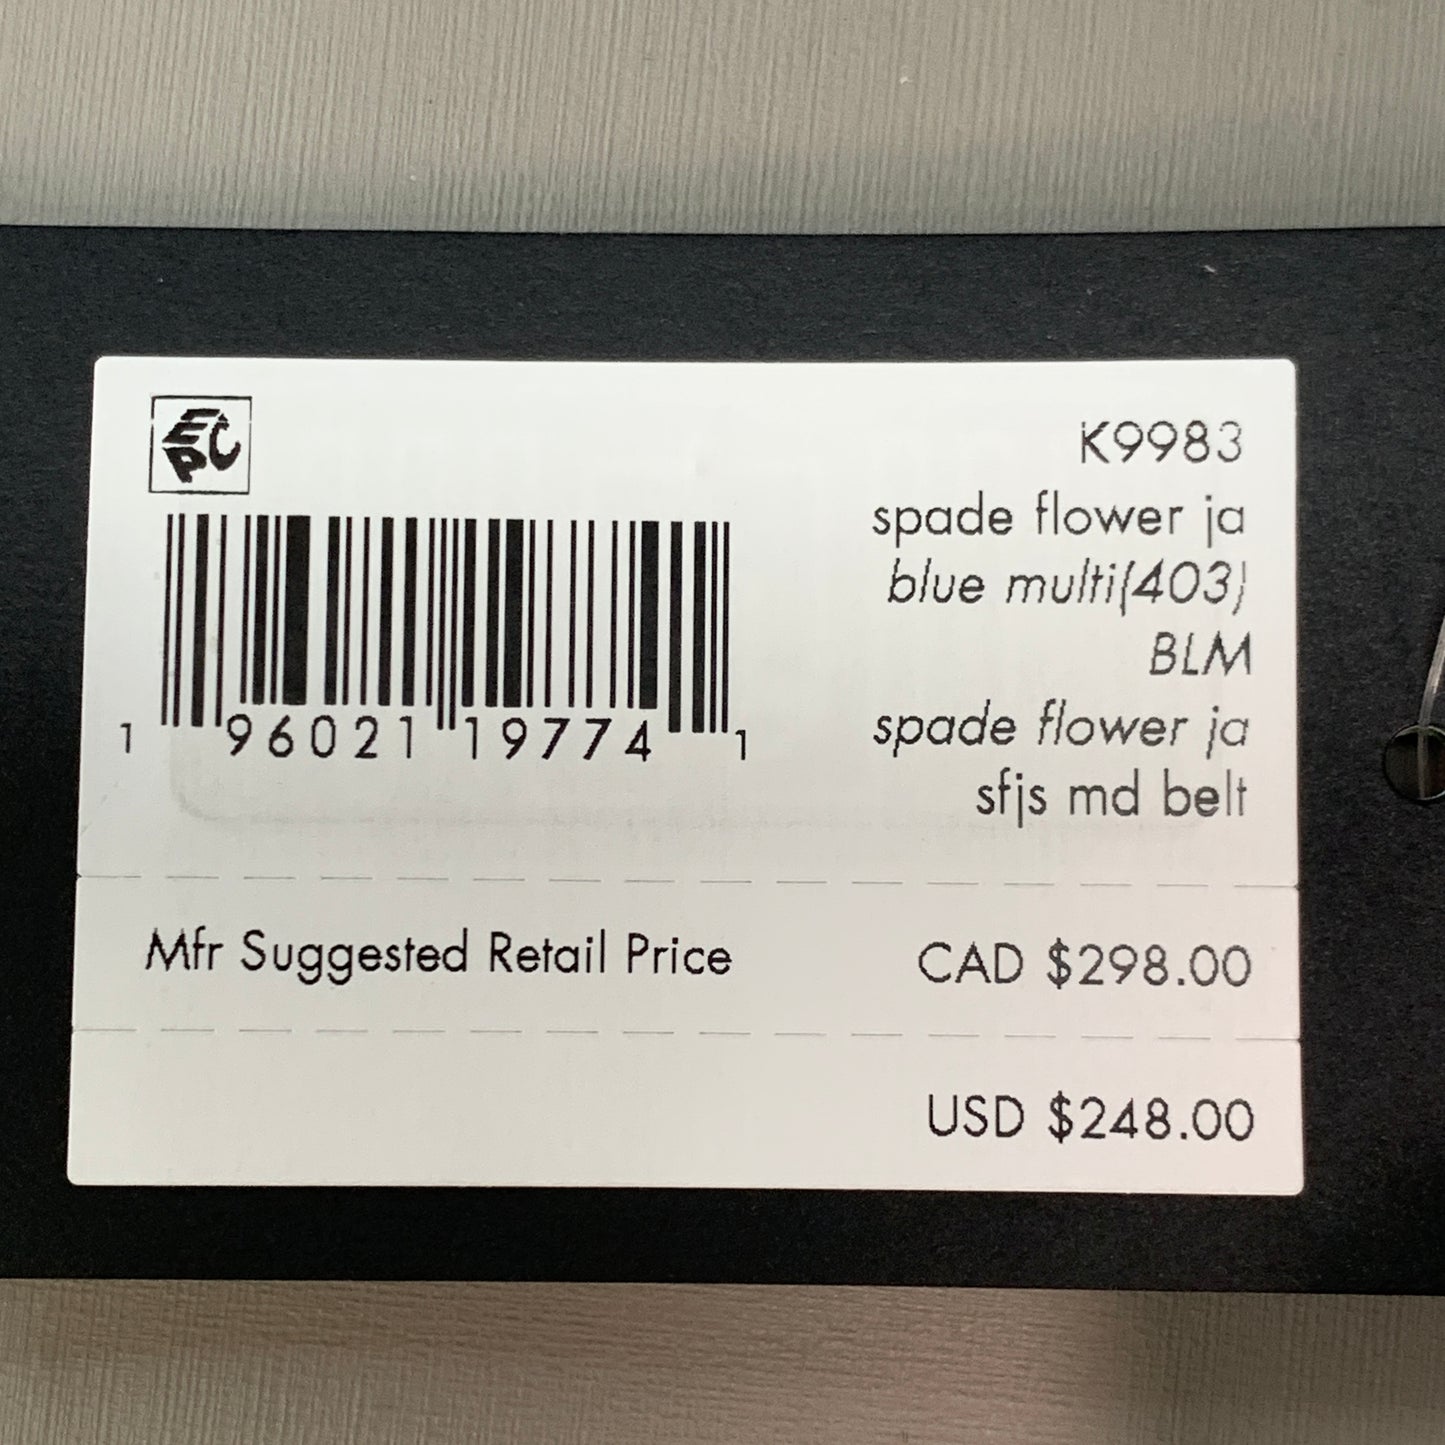 EPC
K9983
spade flower ja
blue multi(403)
BLM
spade flower ja
sfjs md belt
1 96021 19774 1
Mfr Suggested Retail Price CAD $298.00
USD $248.00